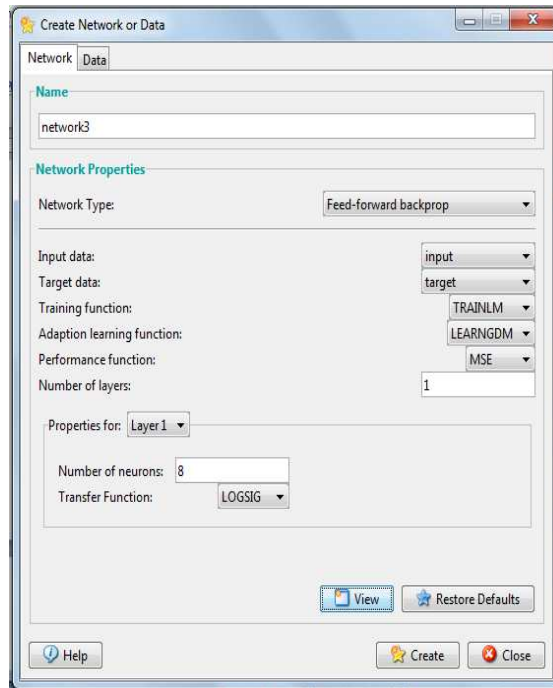 Create Network or Data
Network Data
Name
network3
Network Properties
Network Type: Feed-forward backprop
Input data: input
Target data: target
Training function: TRAINLM
Adaption learning function: LEARNGDM
Performance function: MSE
Number of layers: 1
Properties for: Layer 1
Number of neurons: 8
Transfer Function: LOGSIG
View Restore Defaults
Help Create Close